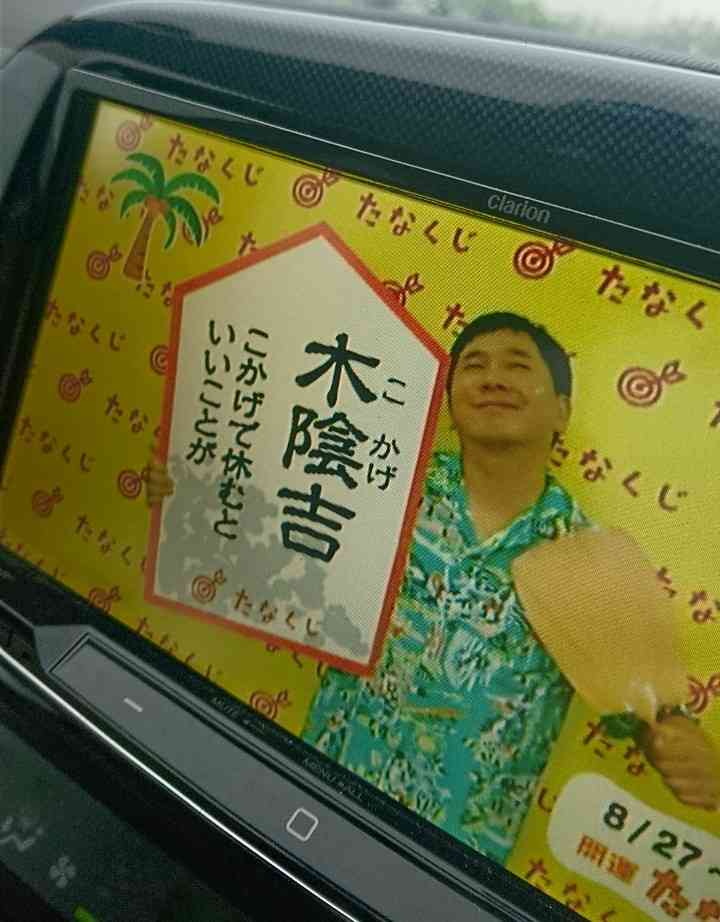 Clarion
たなくじ
木陰吉
こ かげ
こかげで休むと
いいことが
たなくじ
8/27~
開運
MENU